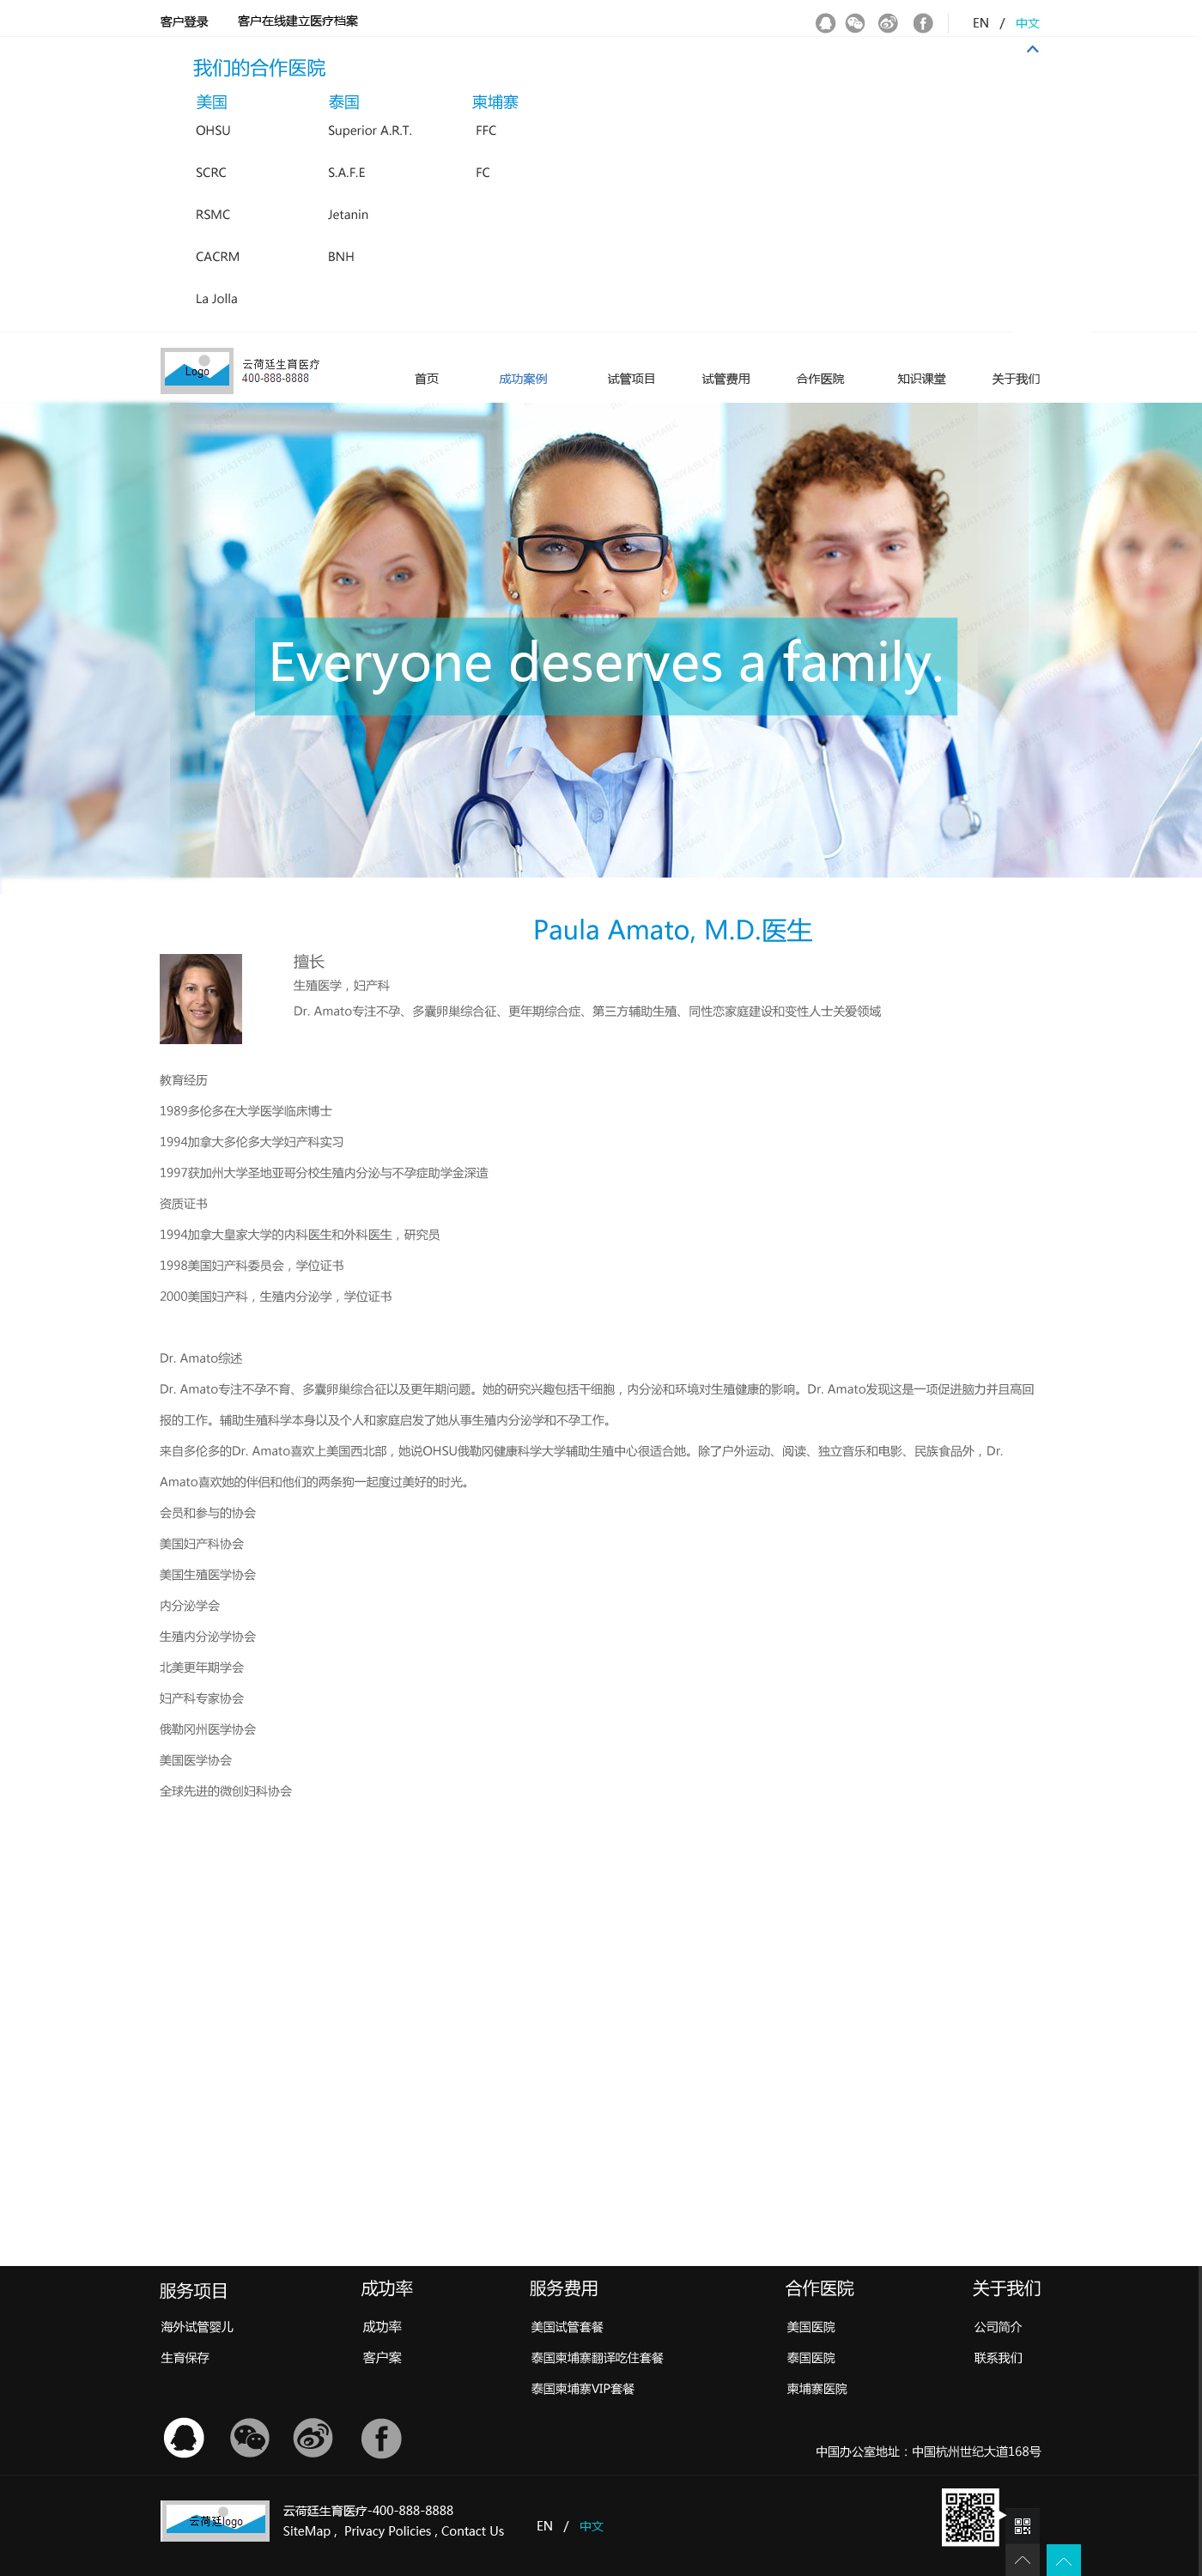 客户登录 客户在线建立医疗档案 EN / 中文
我们的合作医院
美国 泰国 柬埔寨
OHSU Superior A.R.T. FFC
SCRC S.A.F.E FC
RSMC Jetanin
CACRM BNH
La Jolla
Logo
云荷廷生育医疗
400-888-8888
首页 成功案例 试管项目 试管费用 合作医院 知识课堂 关于我们
Everyone deserves a family.
Paula Amato, M.D.医生
擅长
生殖医学，妇产科
Dr. Amato专注不孕、多囊卵巢综合征、更年期综合症、第三方辅助生殖、同性恋家庭建设和变性人士关爱领域
教育经历
1989多伦多在大学医学临床博士
1994加拿大多伦多大学妇产科实习
1997获加州大学圣地亚哥分校生殖内分泌与不孕症助学金深造
资质证书
1994加拿大皇家大学的内科医生和外科医生，研究员
1998美国妇产科委员会，学位证书
2000美国妇产科，生殖内分泌学，学位证书
Dr. Amato综述
Dr. Amato专注不孕不育、多囊卵巢综合征以及更年期问题。她的研究兴趣包括干细胞，内分泌和环境对生殖健康的影响。Dr. Amato发现这是一项促进脑力并且高回
报的工作。辅助生殖科学本身以及个人和家庭启发了她从事生殖内分泌学和不孕工作。
来自多伦多的Dr. Amato喜欢上美国西北部，她说OHSU俄勒冈健康科学大学辅助生殖中心很适合她。除了户外运动、阅读、独立音乐和电影、民族食品外，Dr.
Amato喜欢她的伴侣和他们的两条狗一起度过美好的时光。
会员和参与的协会
美国妇产科协会
美国生殖医学协会
内分泌学会
生殖内分泌学协会
北美更年期学会
妇产科专家协会
俄勒冈州医学协会
美国医学协会
全球先进的微创妇科协会
服务项目 成功率 服务费用 合作医院 关于我们
海外试管婴儿 成功率 美国试管套餐 美国医院 公司简介
生育保存 客户案 泰国柬埔寨翻译吃住套餐 泰国医院 联系我们
泰国柬埔寨VIP套餐 柬埔寨医院
中国办公室地址：中国杭州世纪大道168号
云荷廷logo
云荷廷生育医疗-400-888-8888
SiteMap , Privacy Policies , Contact Us
EN / 中文